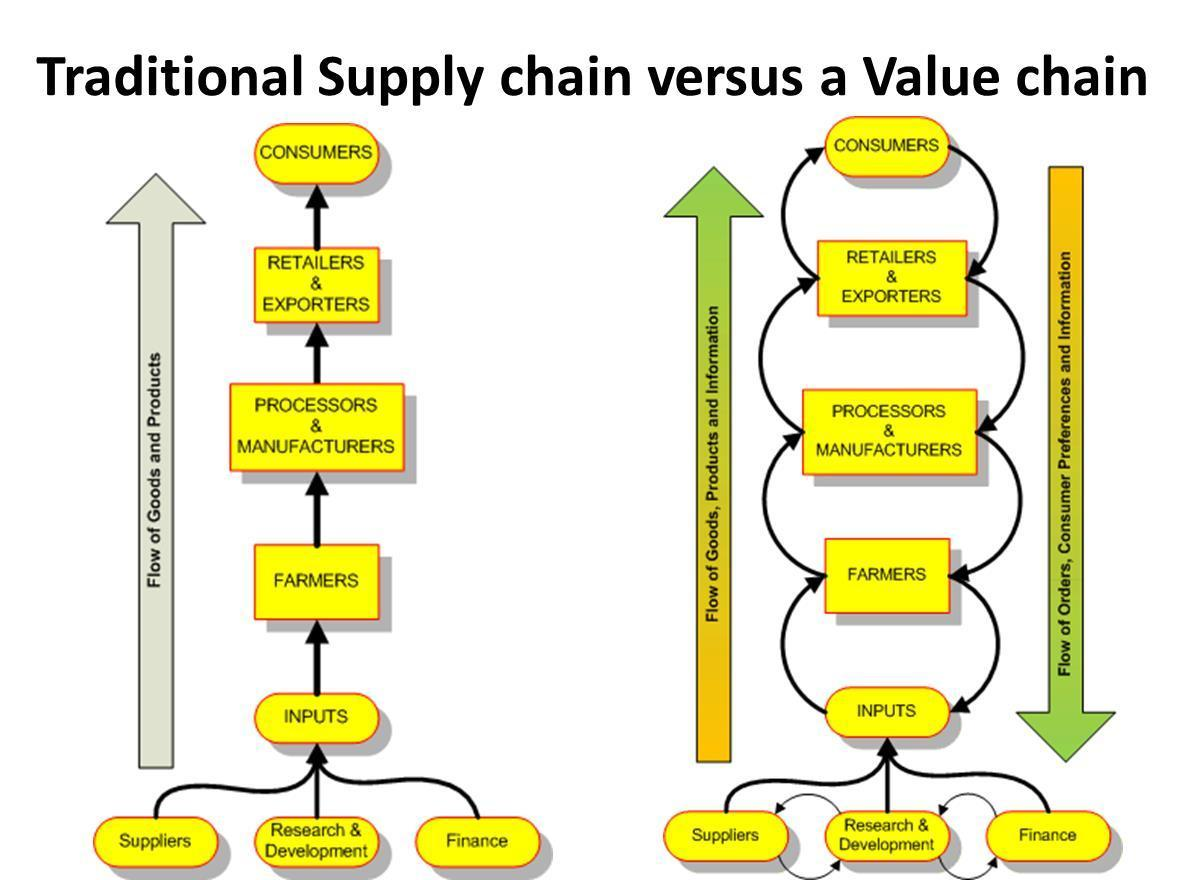 Traditional Supply chain versus a Value chain
CONSUMERS
RETAILERS
&
EXPORTERS
PROCESSORS
&
MANUFACTURERS
FARMERS
INPUTS
Suppliers
Research &
Development
Finance
Flow of Goods and Products
CONSUMERS
RETAILERS
&
EXPORTERS
PROCESSORS
&
MANUFACTURERS
FARMERS
INPUTS
Suppliers
Research &
Development
Finance
Flow of Goods, Products and Information
Flow of Orders, Consumer Preferences and Information